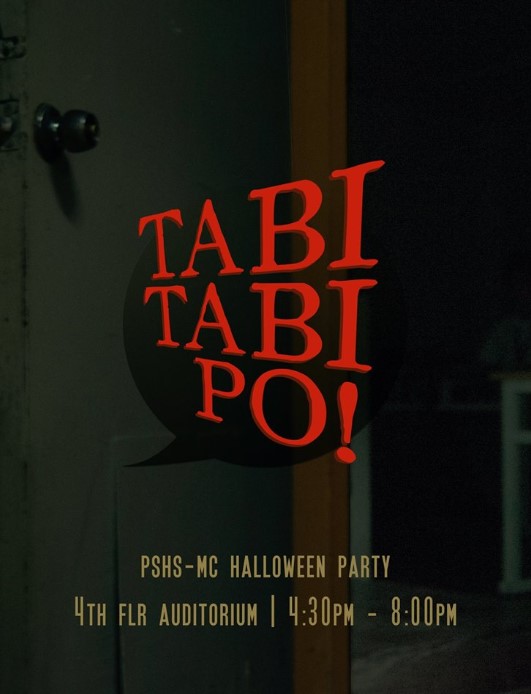 TABI
TABI
PO!
PSHS-MC HALLOWEEN PARTY
4TH FLR AUDITORIUM | 4:30PM - 8:00PM